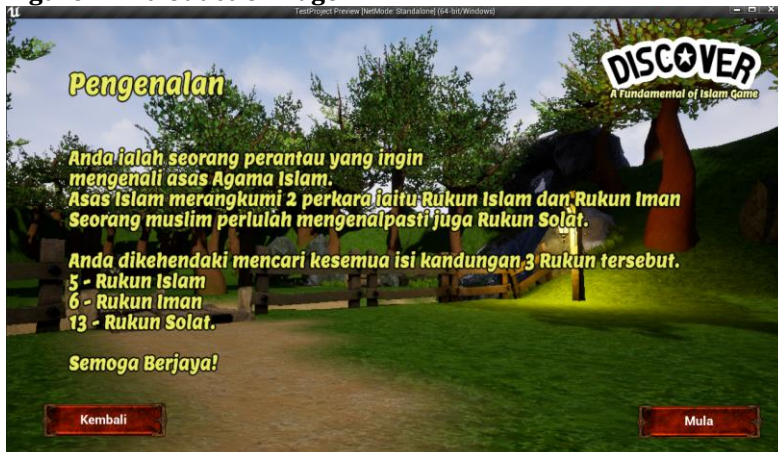 TestProject Preview [NetMode: Standalone] (64-bit/Windows)
DISCOVER
A Fundamental of Islam Game
Pengenalan
Anda ialah seorang perantau yang ingin
mengenali asas Agama Islam.
Asas Islam merangkumi 2 perkara iaitu Rukun Islam dan Rukun Iman
Seorang muslim perlulah mengenalpasti juga Rukun Solat.
Anda dikehendaki mencari kesemua isi kandungan 3 Rukun tersebut.
5 - Rukun Islam
6 - Rukun Iman
13 - Rukun Solat.
Semoga Berjaya!
Kembali
Mula